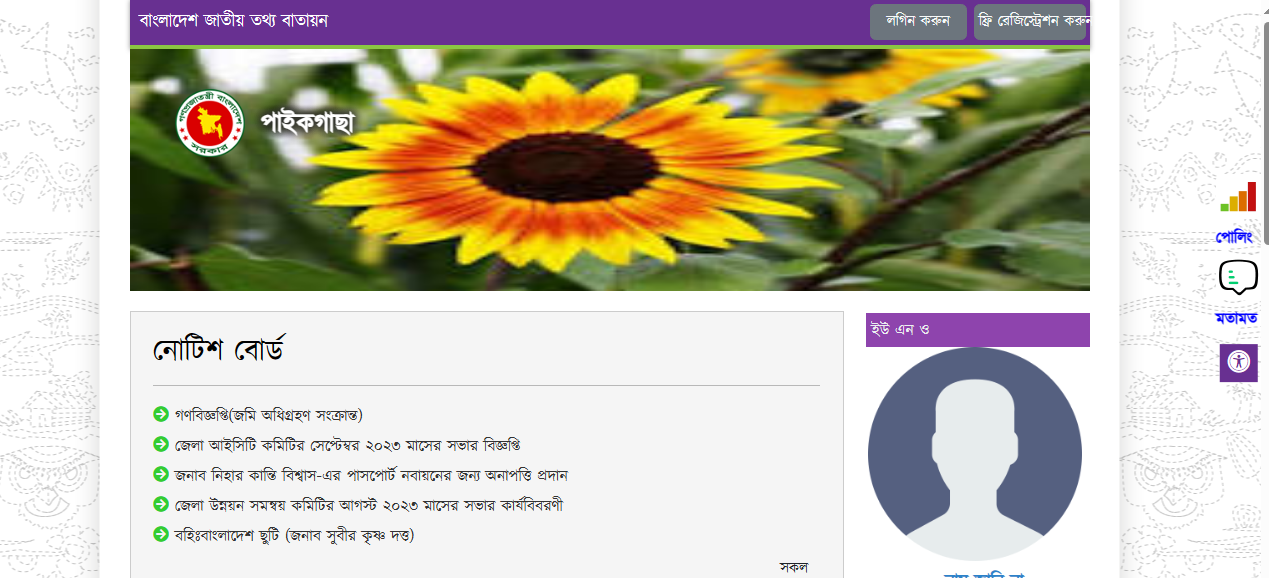 বাংলাদেশ জাতীয় তথ্য বাতায়ন
লগিন করুন
ফ্রি রেজিস্ট্রেশন করুন
গণপ্রজাতন্ত্রী বাংলাদেশ
সরকার
পাইকগাছা
পোলিং
মতামত
নোটিশ বোর্ড
গণবিজ্ঞপ্তি(জমি অধিগ্রহণ সংক্রান্ত)
জেলা আইসিটি কমিটির সেপ্টেম্বর ২০২৩ মাসের সভার বিজ্ঞপ্তি
জনাব নিহার কান্তি বিশ্বাস-এর পাসপোর্ট নবায়নের জন্য অনাপত্তি প্রদান
জেলা উন্নয়ন সমন্বয় কমিটির আগস্ট ২০২৩ মাসের সভার কার্যবিবরণী
বহিঃবাংলাদেশ ছুটি (জনাব সুবীর কৃষ্ণ দত্ত)
সকল
ইউ এন ও